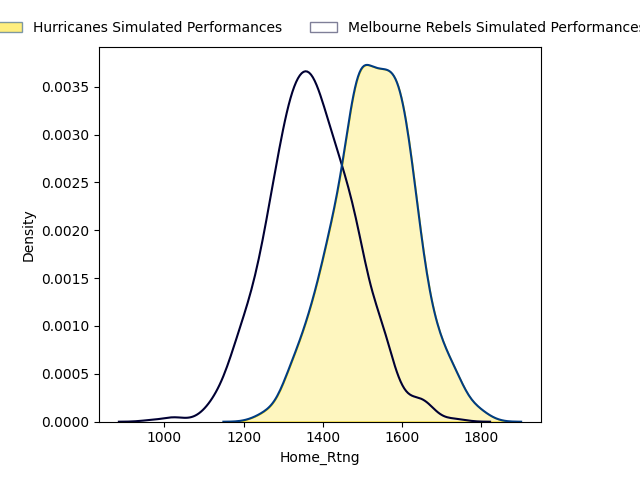 Hurricanes Simulated Performances Melbourne Rebels Simulated Performances
0.0035
0.0030
0.0025
0.0020
0.0015
0.0010
0.0005
0.0000
Density
1000 1200 1400 1600 1800
Home_Rtng